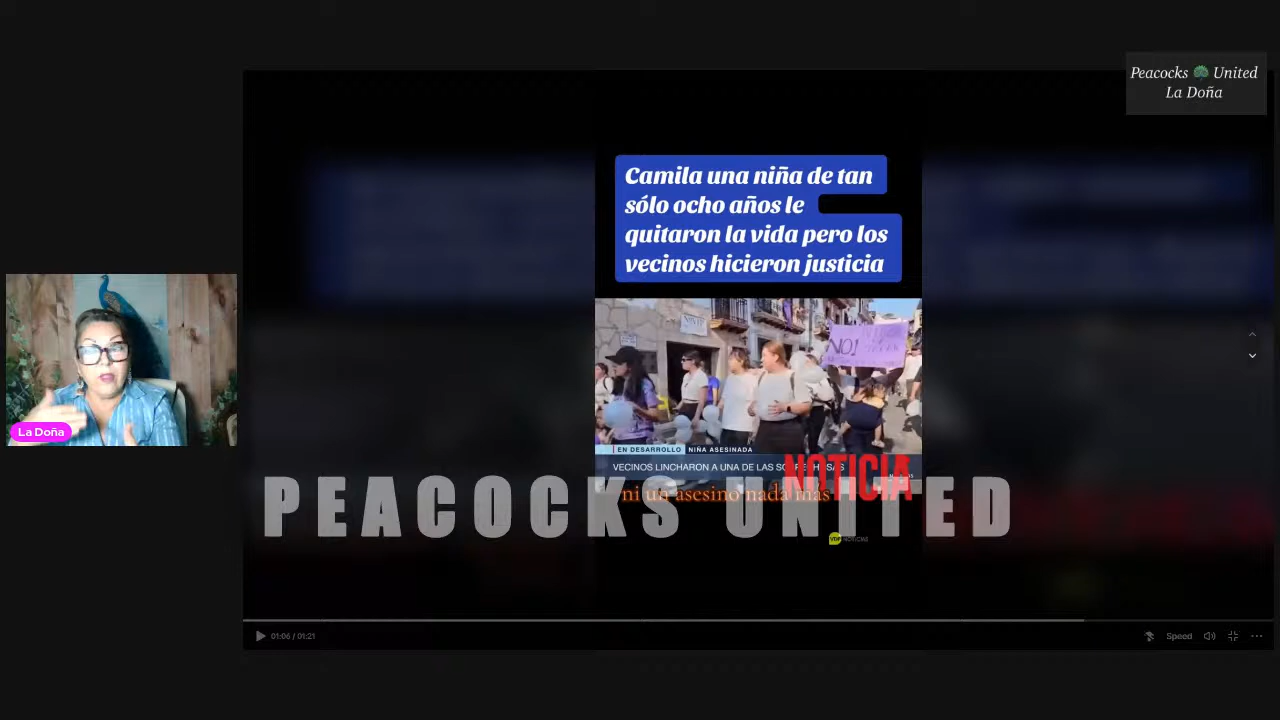 Peacocks United
La Doña
Camila una niña de tan
sólo ocho años le
quitaron la vida pero los
vecinos hicieron justicia
NO!
EN DESARROLLO NIÑA ASESINADA
VECINOS LINCHARON A UNA DE LAS SOSPECHOSAS
NOTICIA
ni un asesino nada más
PEACOCKS UNITED
NOTICIAS
La Doña
01:06 / 01:21
Speed